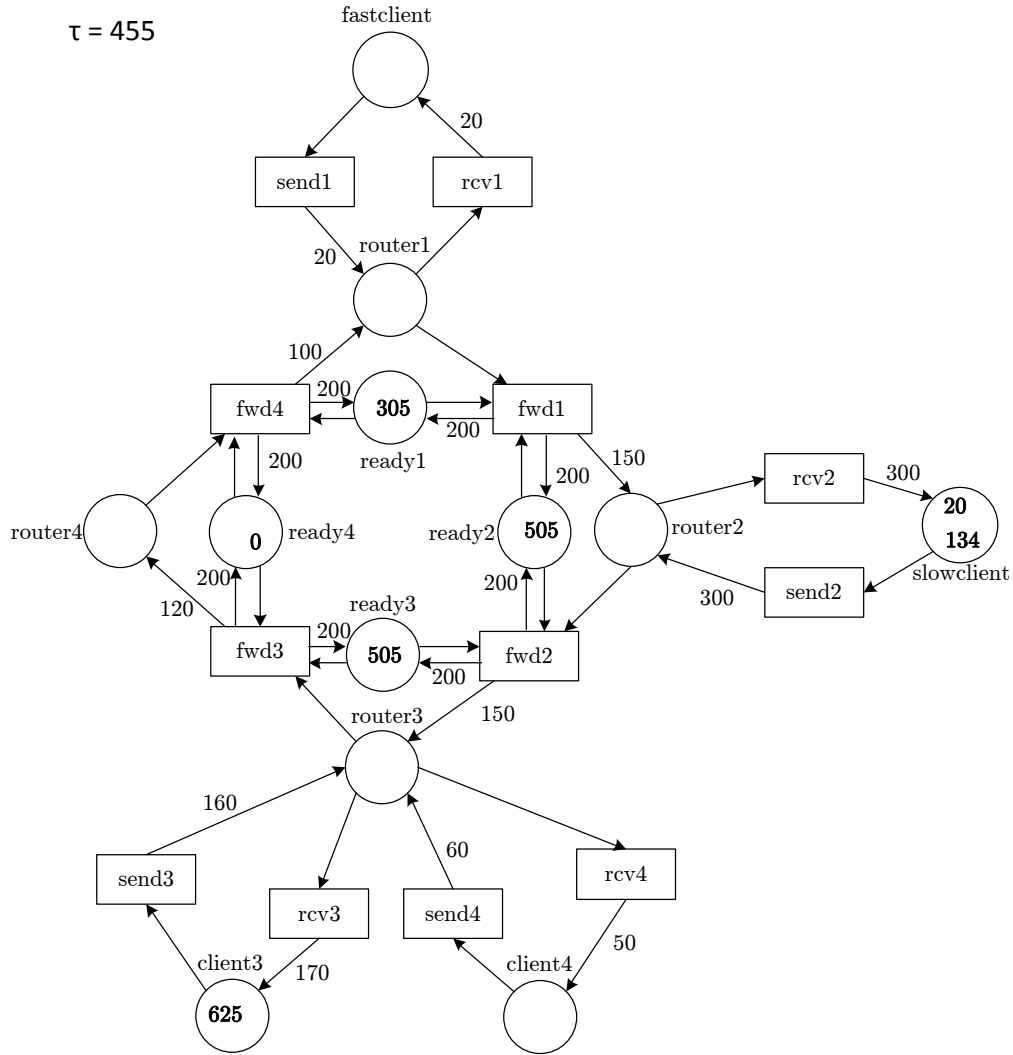 τ = 455
fastclient
20
send1
rcv1
20
router1
100
200
fwd4
305
fwd1
200
ready1
200
200
150
rcv2
300
router4
0
ready4
ready2
505
router2
20
134
slowclient
200
200
120
ready3
send2
300
200
fwd3
505
fwd2
200
router3
150
160
60
send3
rcv4
rcv3
send4
client3
170
client4
50
625